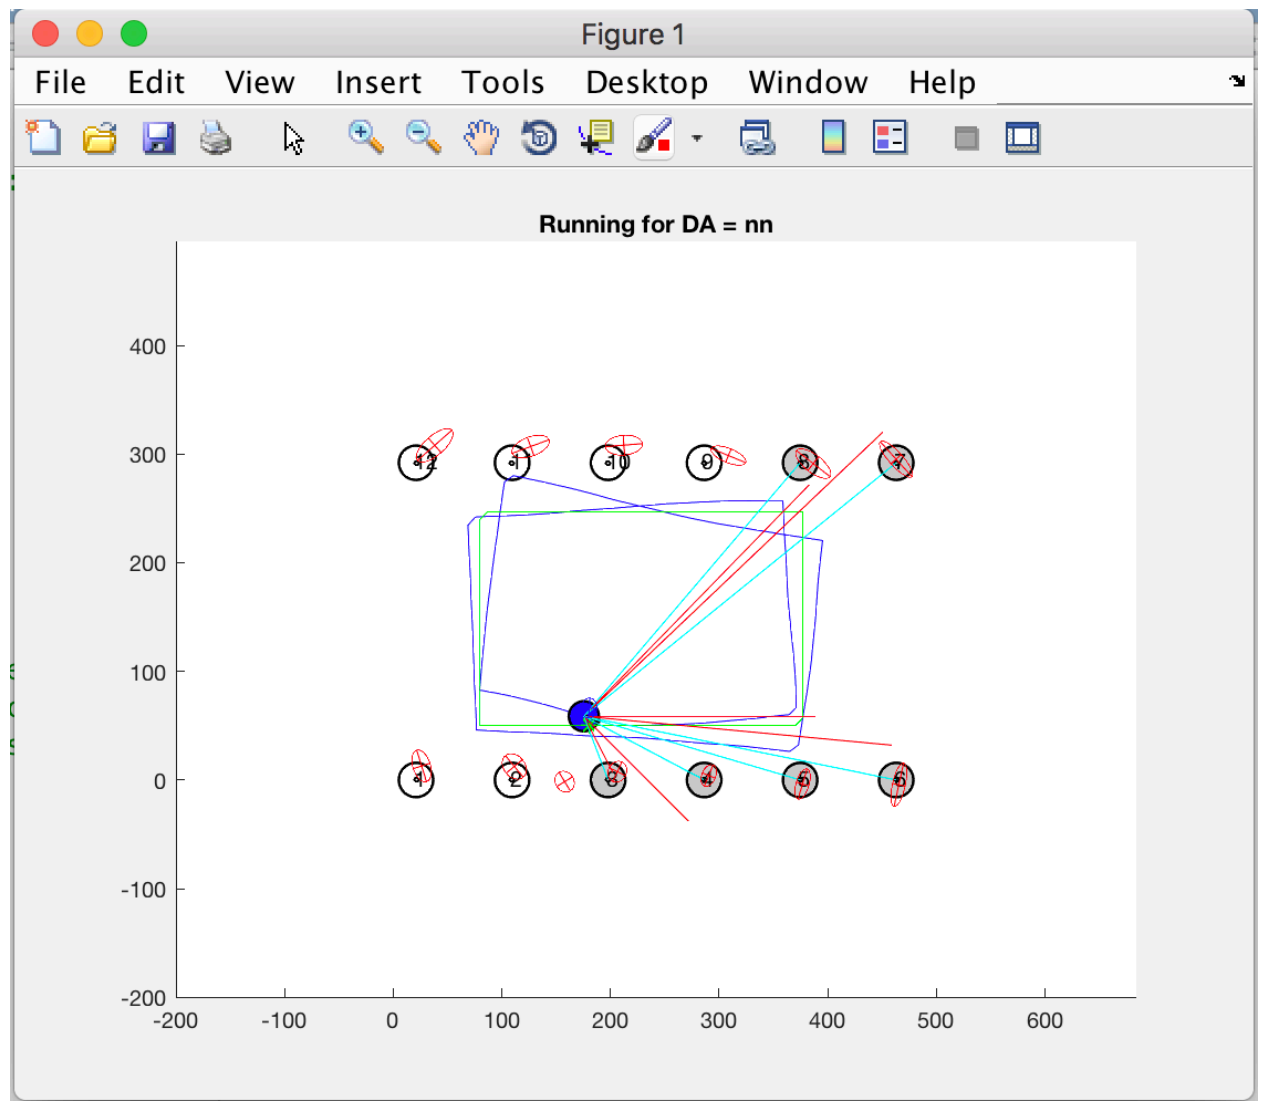 Figure 1
File Edit View Insert Tools Desktop Window Help
Running for DA = nn
400
300
200
100
0
-100
-200
12 1 10 9 8 7
1 2 3 4 5 6
-200 -100 0 100 200 300 400 500 600